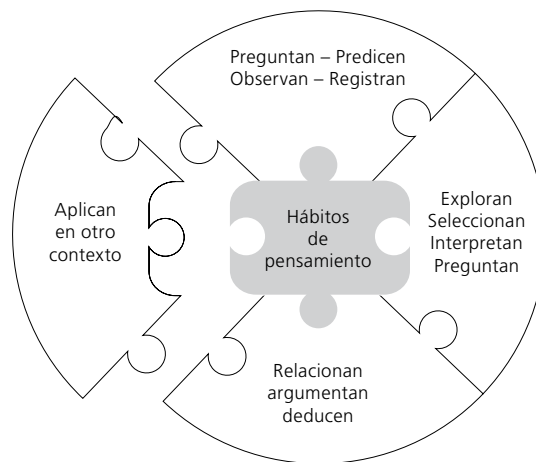 Preguntan – Predicen
Observan – Registran
Exploran
Seleccionan
Interpretan
Preguntan
Hábitos
de
pensamiento
Aplican
en otro
contexto
Relacionan
argumentan
deducen